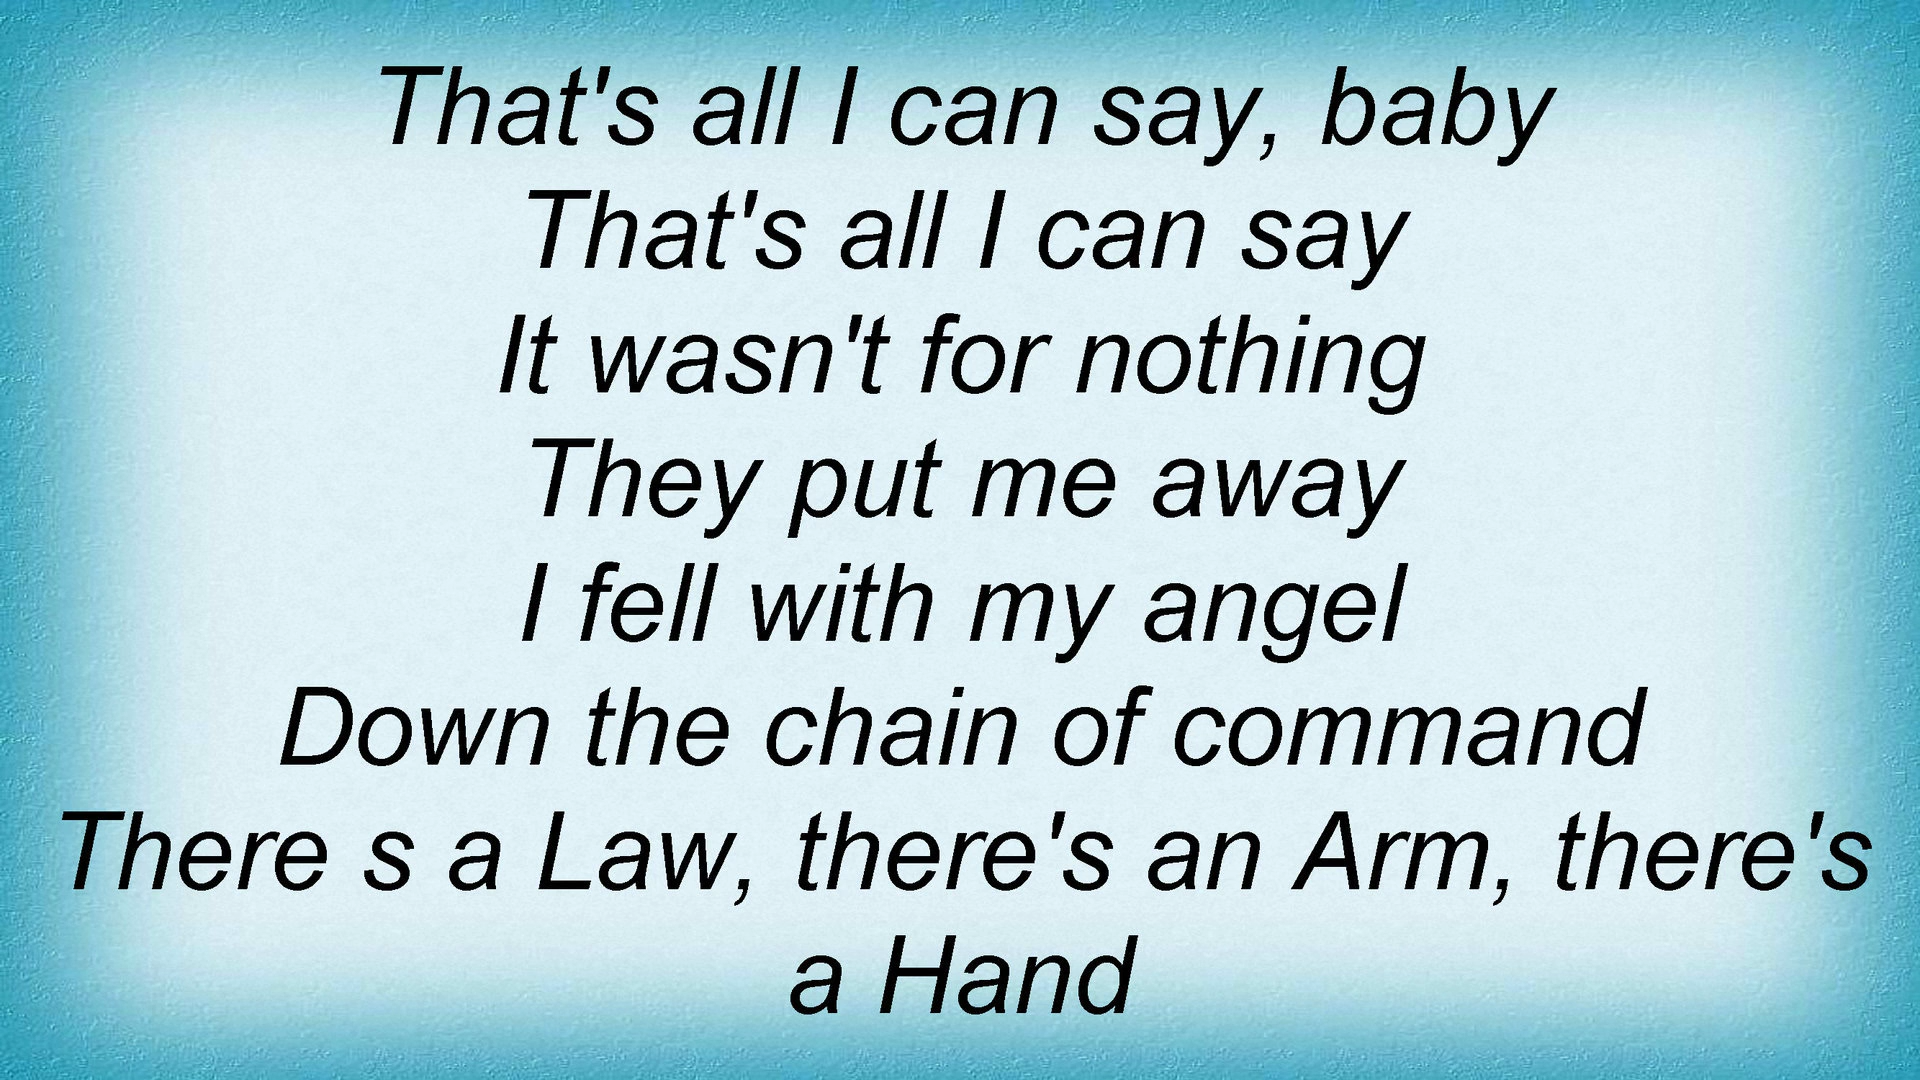 That's all I can say, baby
That's all I can say
It wasn't for nothing
They put me away
I fell with my angel
Down the chain of command
There s a Law, there's an Arm, there's
a Hand